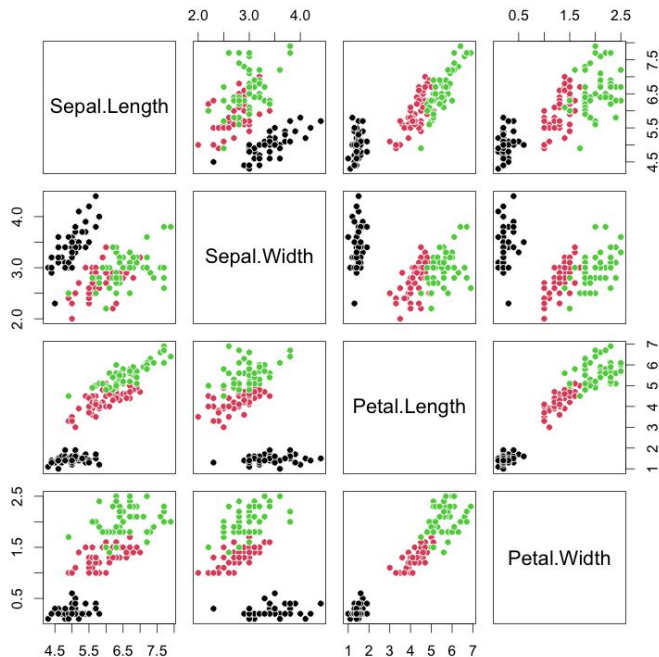 2.0 3.0 4.0 0.5 1.5 2.5
Sepal.Length
4.5 5.5 6.5 7.5
2.0 3.0 4.0
Sepal.Width
Petal.Length
1 2 3 4 5 6 7
0.5 1.5 2.5
Petal.Width
4.5 5.5 6.5 7.5 1 2 3 4 5 6 7